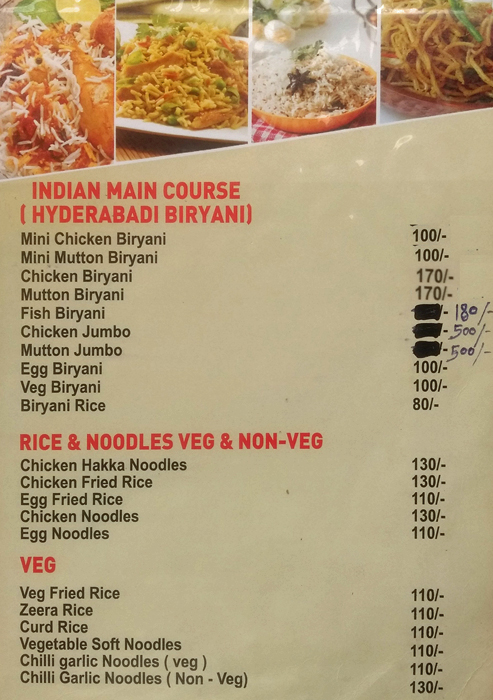 INDIAN MAIN COURSE
( HYDERABADI BIRYANI)
Mini Chicken Biryani 100/-
Mini Mutton Biryani 100/-
Chicken Biryani 170/-
Mutton Biryani 170/-
Fish Biryani /- 180/-
Chicken Jumbo /- 500/-
Mutton Jumbo /- 500/-
Egg Biryani 100/-
Veg Biryani 100/-
Biryani Rice 80/-
RICE & NOODLES VEG & NON-VEG
Chicken Hakka Noodles 130/-
Chicken Fried Rice 130/-
Egg Fried Rice 110/-
Chicken Noodles 130/-
Egg Noodles 110/-
VEG
Veg Fried Rice 110/-
Zeera Rice 110/-
Curd Rice 110/-
Vegetable Soft Noodles 110/-
Chilli garlic Noodles ( veg ) 110/-
Chilli Garlic Noodles ( Non - Veg) 130/-